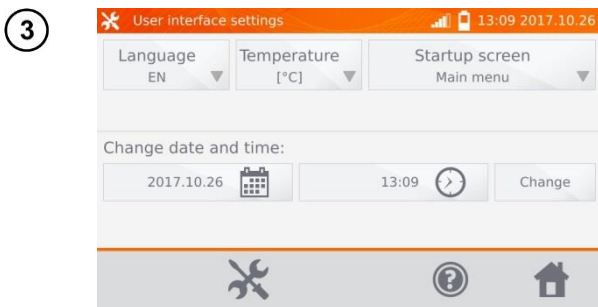 3
User interface settings 13:09 2017.10.26
Language Temperature Startup screen
EN [°C] Main menu
Change date and time:
2017.10.26 13:09 Change
?